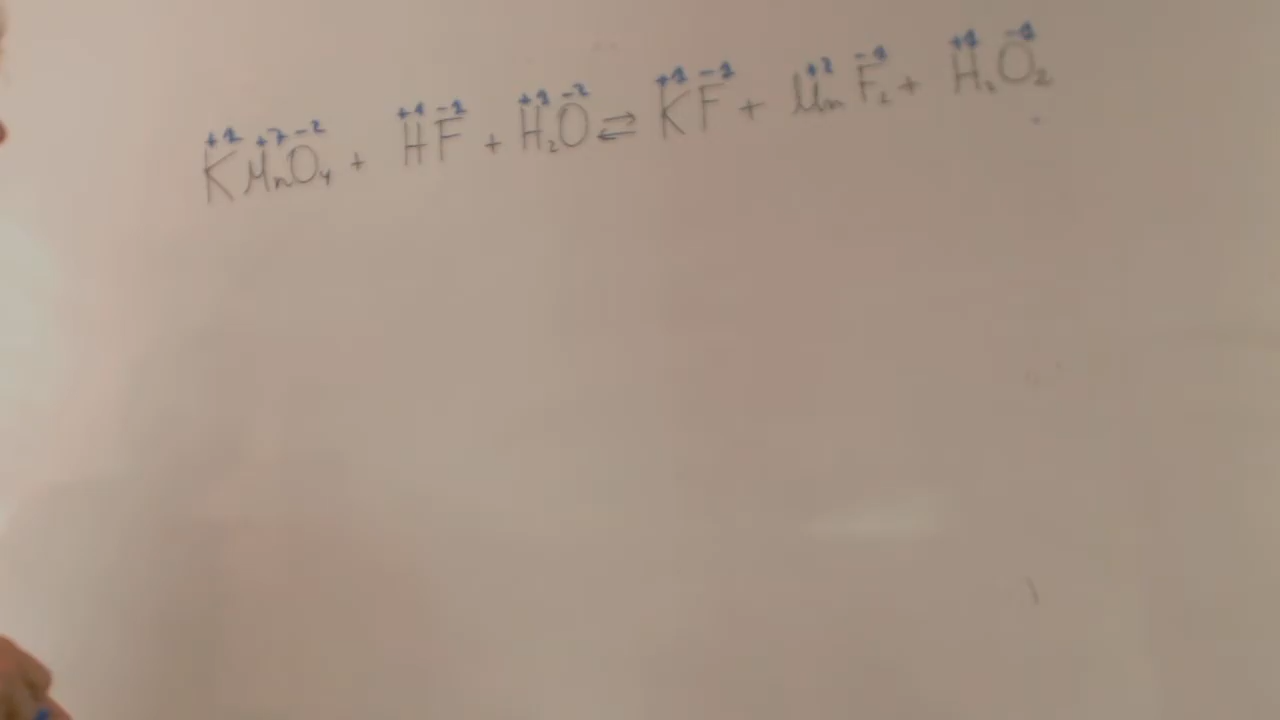 +1 +7 -2 +1 -1 +1 -2 +1 -1 +2 -1 +1 -1
KMnO₄ + HF + H₂O ⇄ KF + MnF₂ + H₂O₂